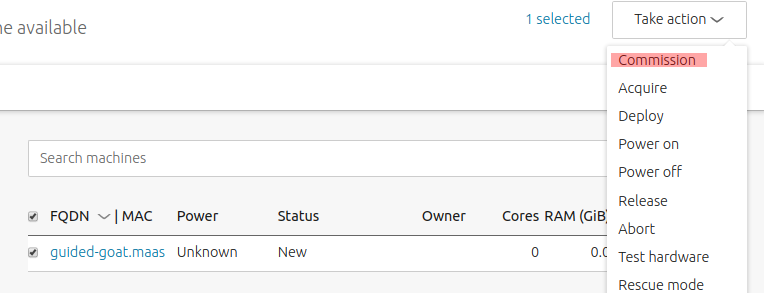 ne available
1 selected
Take action
Commission
Acquire
Deploy
Power on
Power off
Release
Abort
Test hardware
Rescue mode
Search machines
FQDN | MAC Power Status Owner Cores RAM (GiB)
guided-goat.maas Unknown New 0 0.0